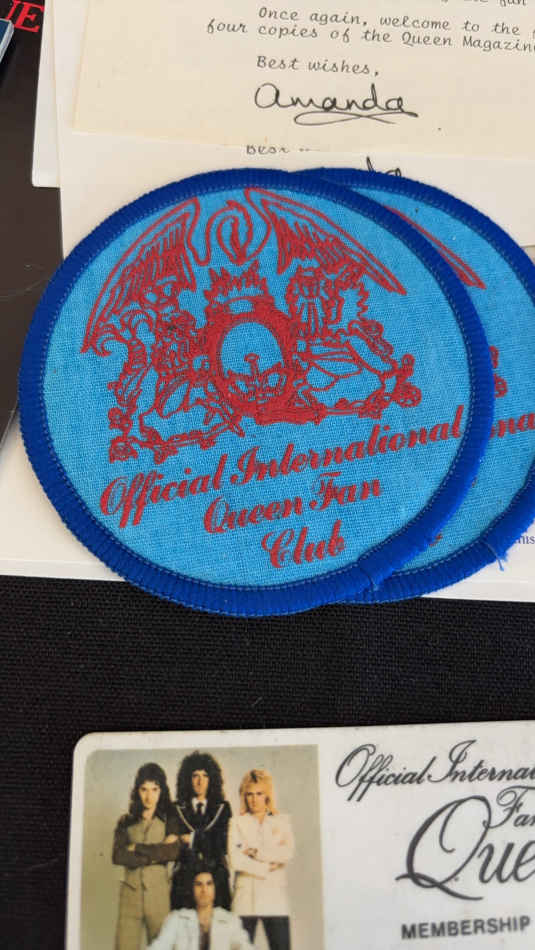 Once again, welcome to the
four copies of the Queen Magazin
Best wishes,
Amanda
Official International
Queen Fan
Club
Official Interna
Fan
Que
MEMBERSHIP